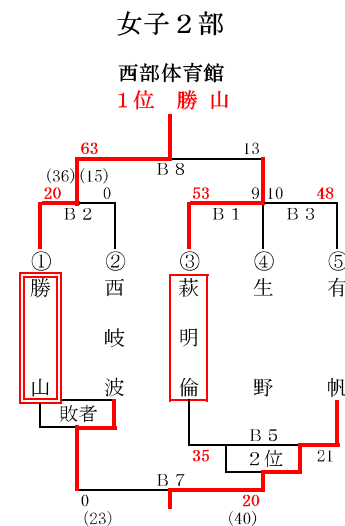 女子２部
西部体育館
１位 勝 山
63 13
(36) (15) Ｂ８
20 0 53 9 10 48
Ｂ２ Ｂ１ Ｂ３
① ② ③ ④ ⑤
勝 西 萩 生 有
岐 明
山 波 倫 野 帆
敗者
Ｂ５
35 ２位 21
Ｂ７
0 20
(23) (40)